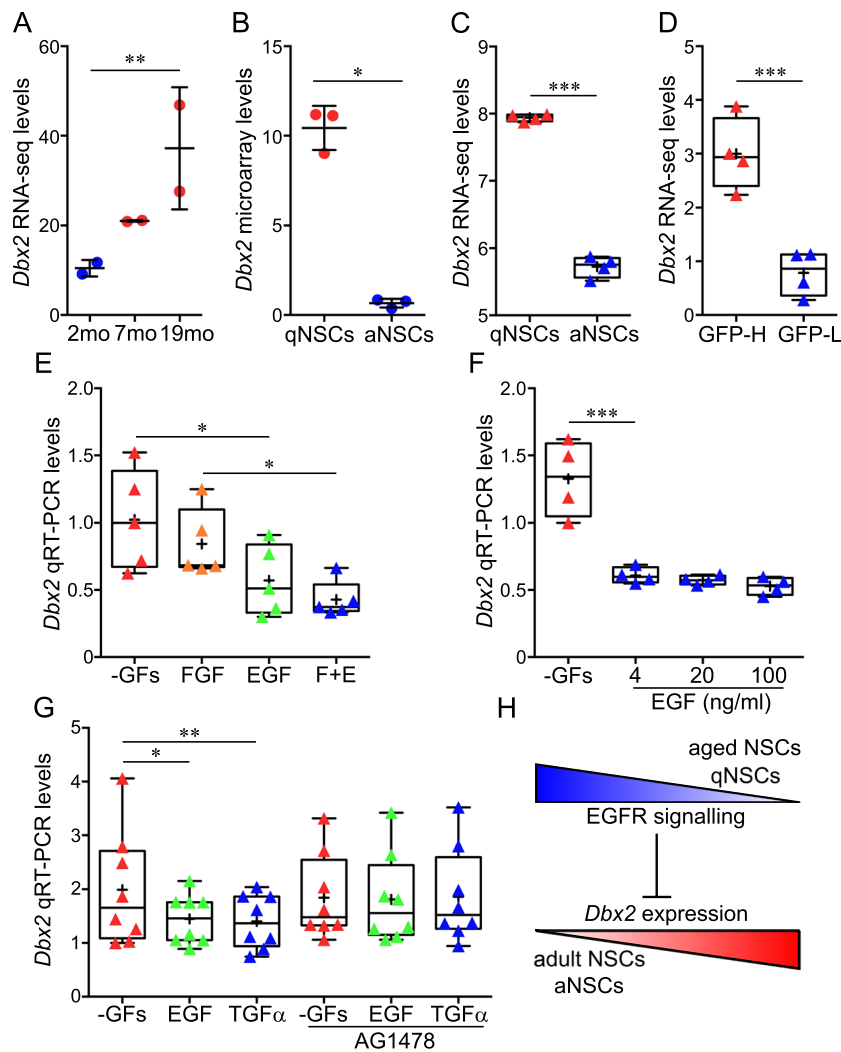 A
Dbx2 RNA-seq levels
60
40
20
0
**
2mo 7mo 19mo
B
Dbx2 microarray levels
15
10
5
0
*
qNSCs aNSCs
C
Dbx2 RNA-seq levels
9
8
7
6
5
***
qNSCs aNSCs
D
Dbx2 RNA-seq levels
5
4
3
2
1
0
***
GFP-H GFP-L
E
Dbx2 qRT-PCR levels
2.0
1.5
1.0
0.5
0
*
*
-GFs FGF EGF F+E
F
Dbx2 qRT-PCR levels
2.0
1.5
1.0
0.5
0
***
-GFs 4 20 100
EGF (ng/ml)
G
Dbx2 qRT-PCR levels
5
4
3
2
1
0
**
*
-GFs EGF TGFα -GFs EGF TGFα
AG1478
H
aged NSCs
qNSCs
EGFR signalling
Dbx2 expression
adult NSCs
aNSCs